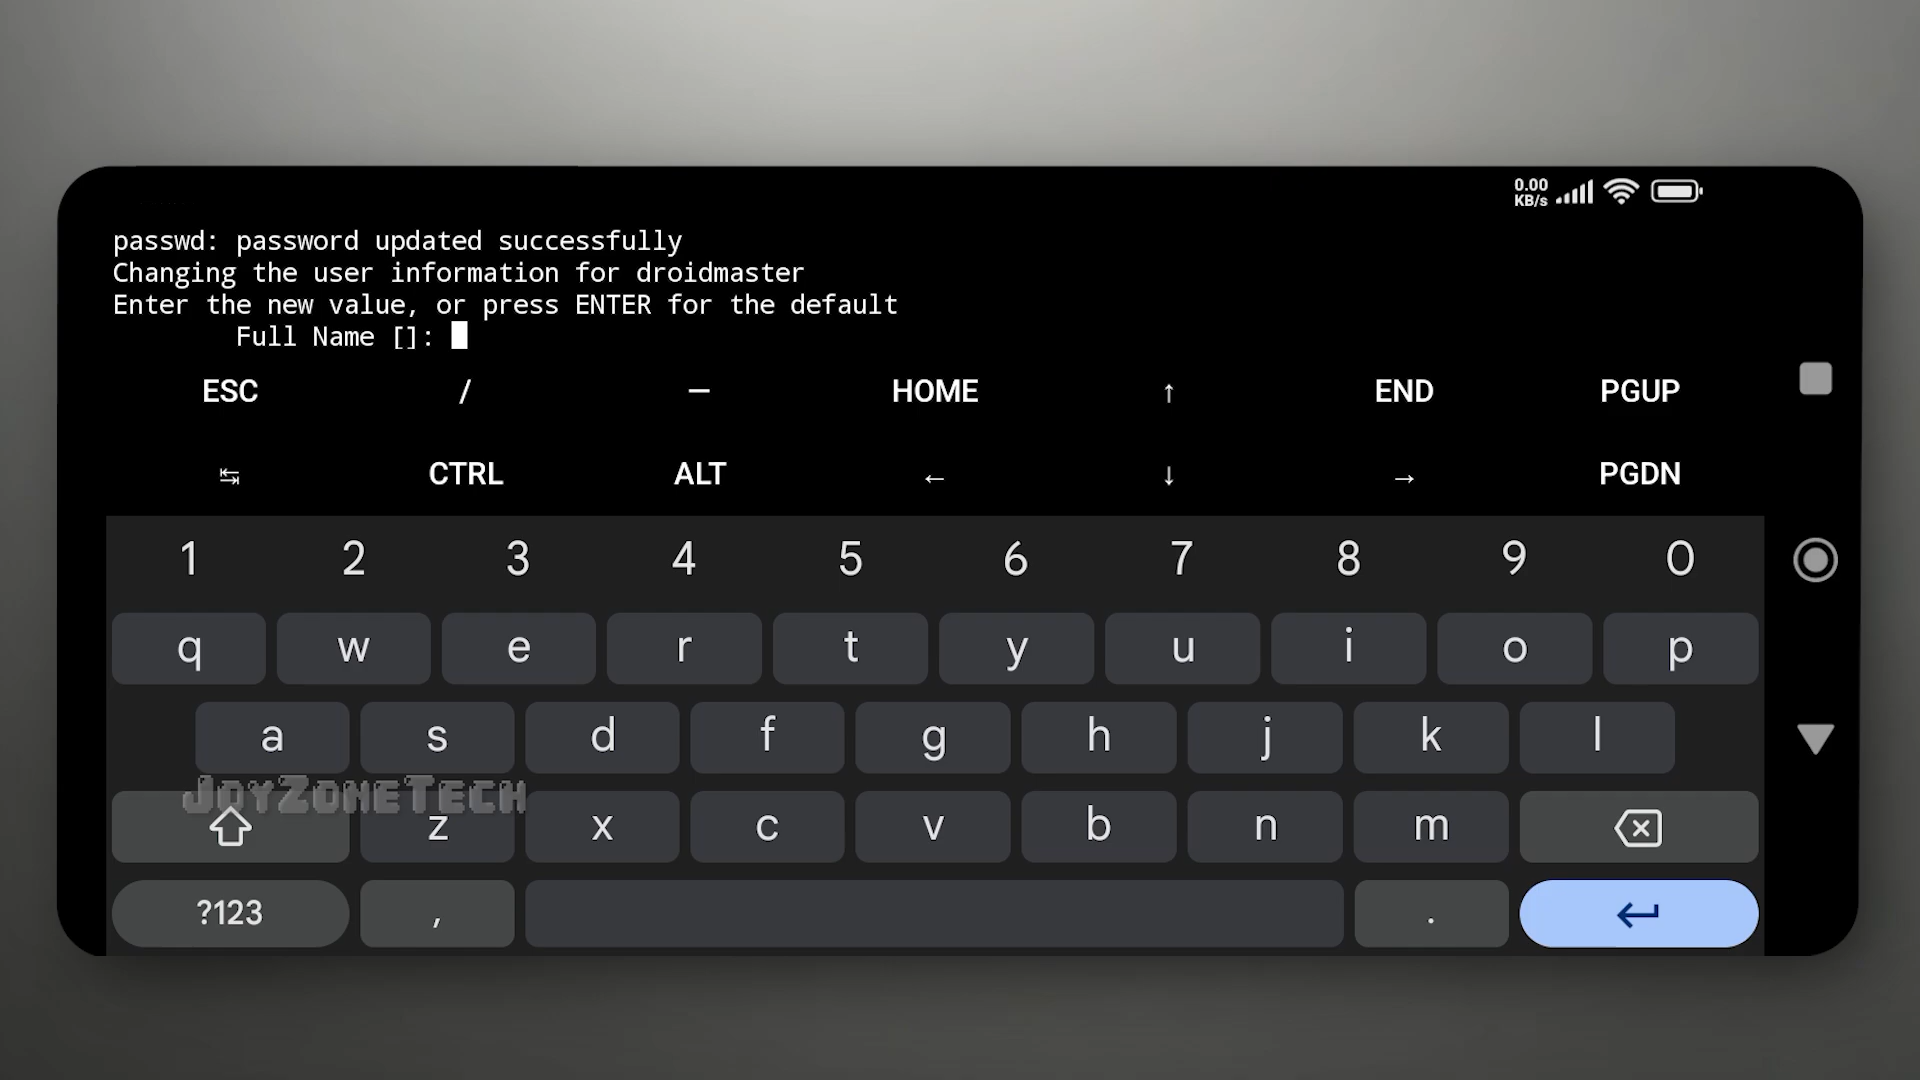 0.00
KB/s
passwd: password updated successfully
Changing the user information for droidmaster
Enter the new value, or press ENTER for the default
Full Name []:
ESC / — HOME ↑ END PGUP
↹ CTRL ALT ← ↓ → PGDN
1 2 3 4 5 6 7 8 9 0
q w e r t y u i o p
a s d f g h j k l
JoyZoneTech
z x c v b n m
?123 , .